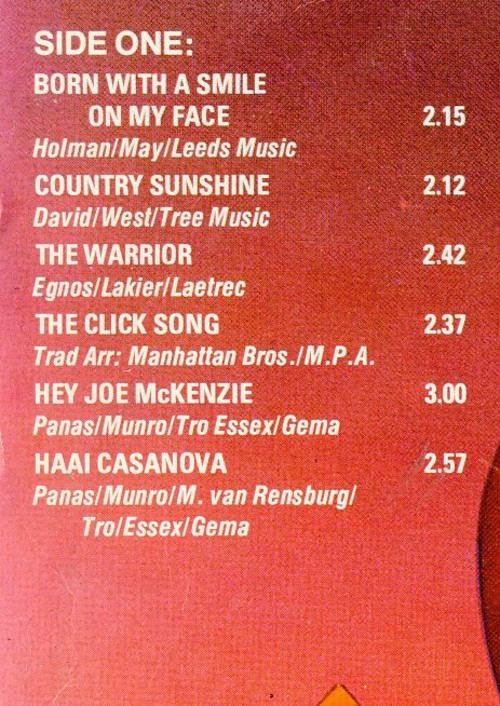 SIDE ONE:
BORN WITH A SMILE
ON MY FACE 2.15
Holman/May/Leeds Music
COUNTRY SUNSHINE 2.12
David/West/Tree Music
THE WARRIOR 2.42
Egnos/Lakier/Laetrec
THE CLICK SONG 2.37
Trad Arr: Manhattan Bros./M.P.A.
HEY JOE McKENZIE 3.00
Panas/Munro/Tro Essex/Gema
HAAI CASANOVA 2.57
Panas/Munro/M. van Rensburg/
Tro/Essex/Gema